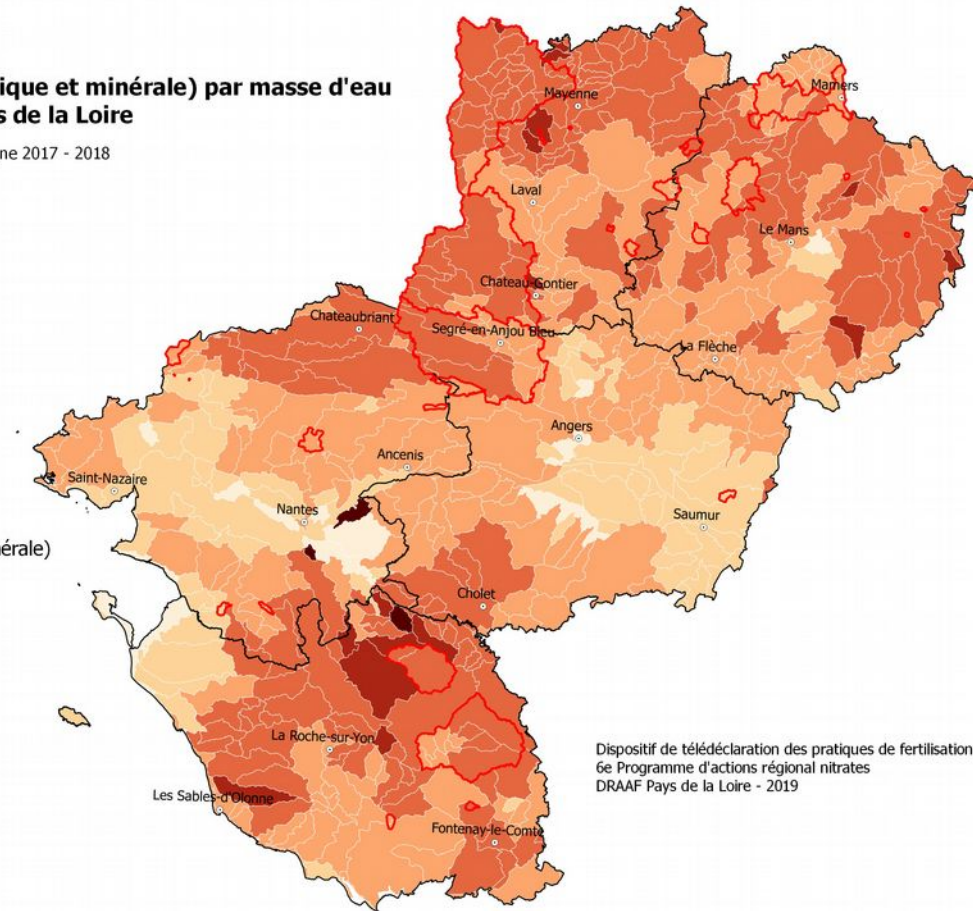 ique et minérale) par masse d'eau
s de la Loire
ne 2017 - 2018
Mayenne
Mamers
Laval
Le Mans
Chateau-Gontier
Chateaubriant
Segré-en-Anjou Bleu
La Flèche
Angers
Ancenis
Saint-Nazaire
Nantes
Saumur
érale)
Cholet
La Roche-sur-Yon
Dispositif de télédéclaration des pratiques de fertilisation
6e Programme d'actions régional nitrates
DRAAF Pays de la Loire - 2019
Les Sables-d'Olonne
Fontenay-le-Comte